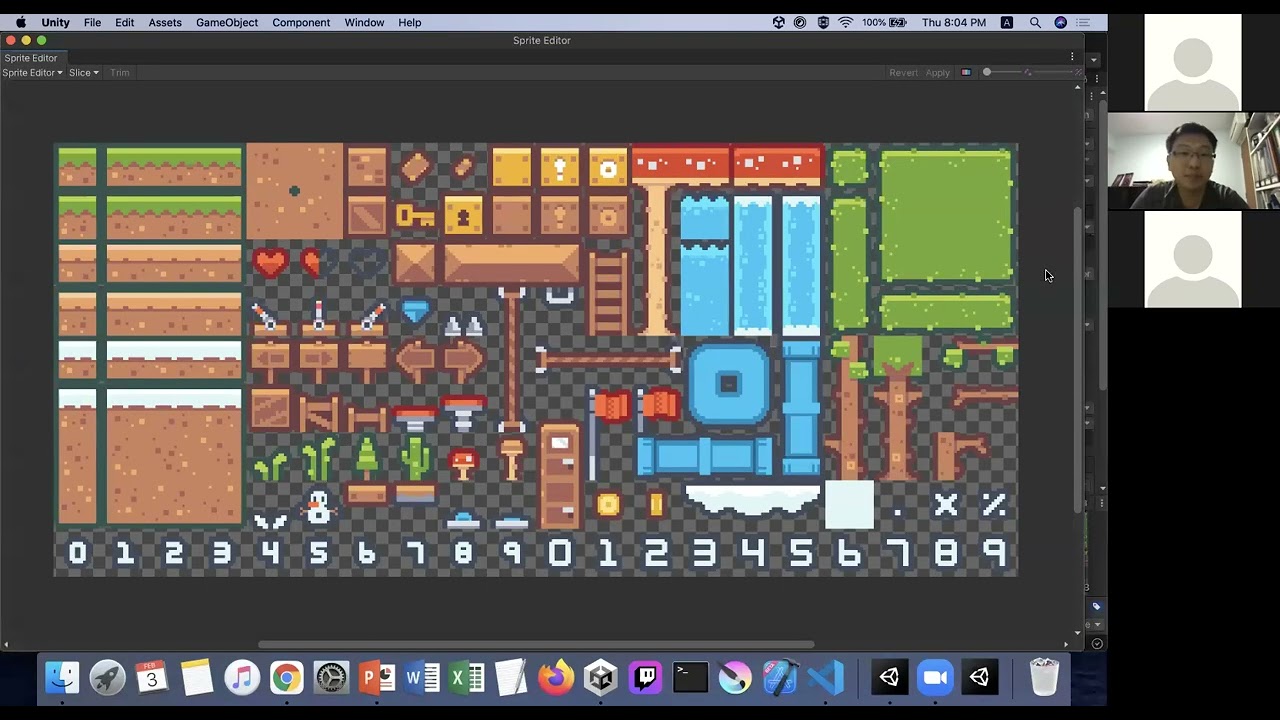 Unity File Edit Assets GameObject Component Window Help 100% Thu 8:04 PM A
Sprite Editor
Sprite Editor
Sprite Editor Slice Trim Revert Apply
!
. x %
0 1 2 3 4 5 6 7 8 9 0 1 2 3 4 5 6 7 8 9
FEB
3
P W X >_